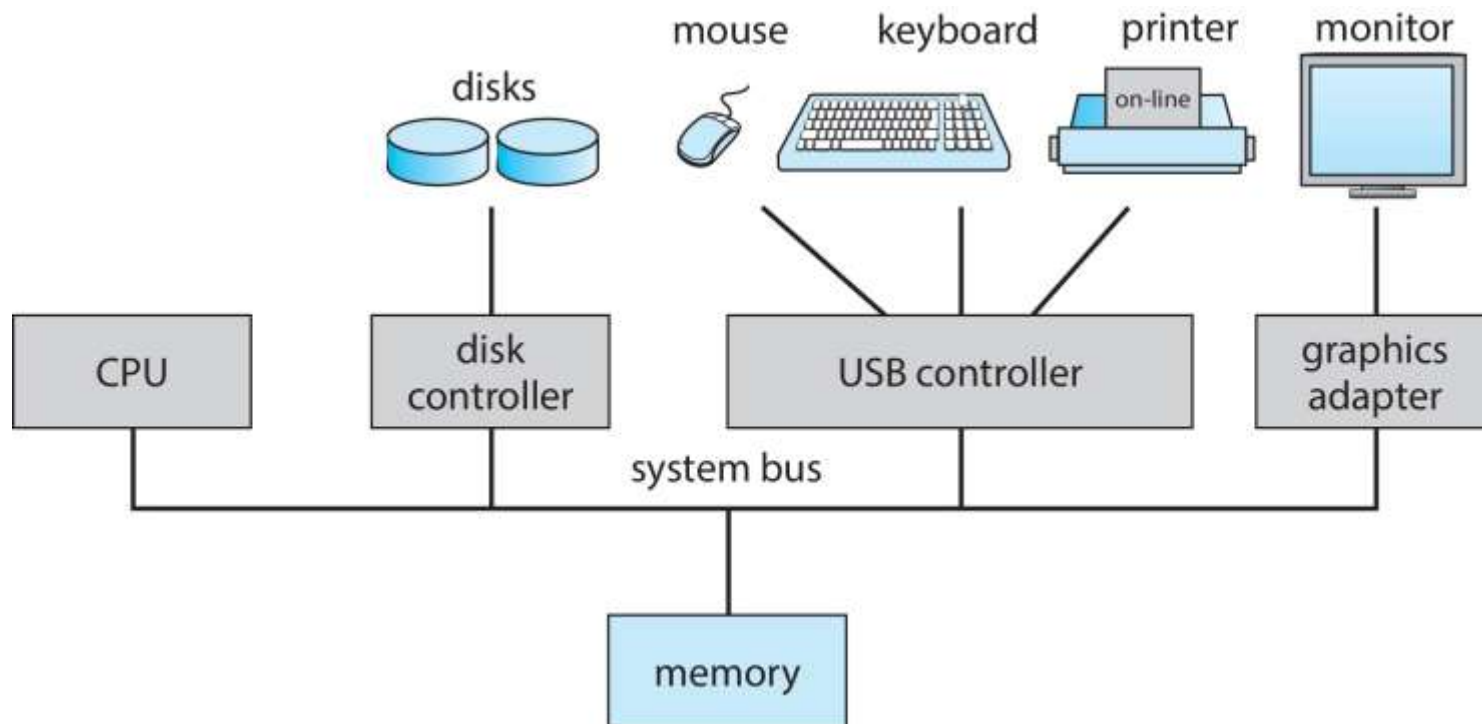 mouse
keyboard
printer
monitor
disks
on-line
CPU
disk
controller
USB controller
graphics
adapter
system bus
memory